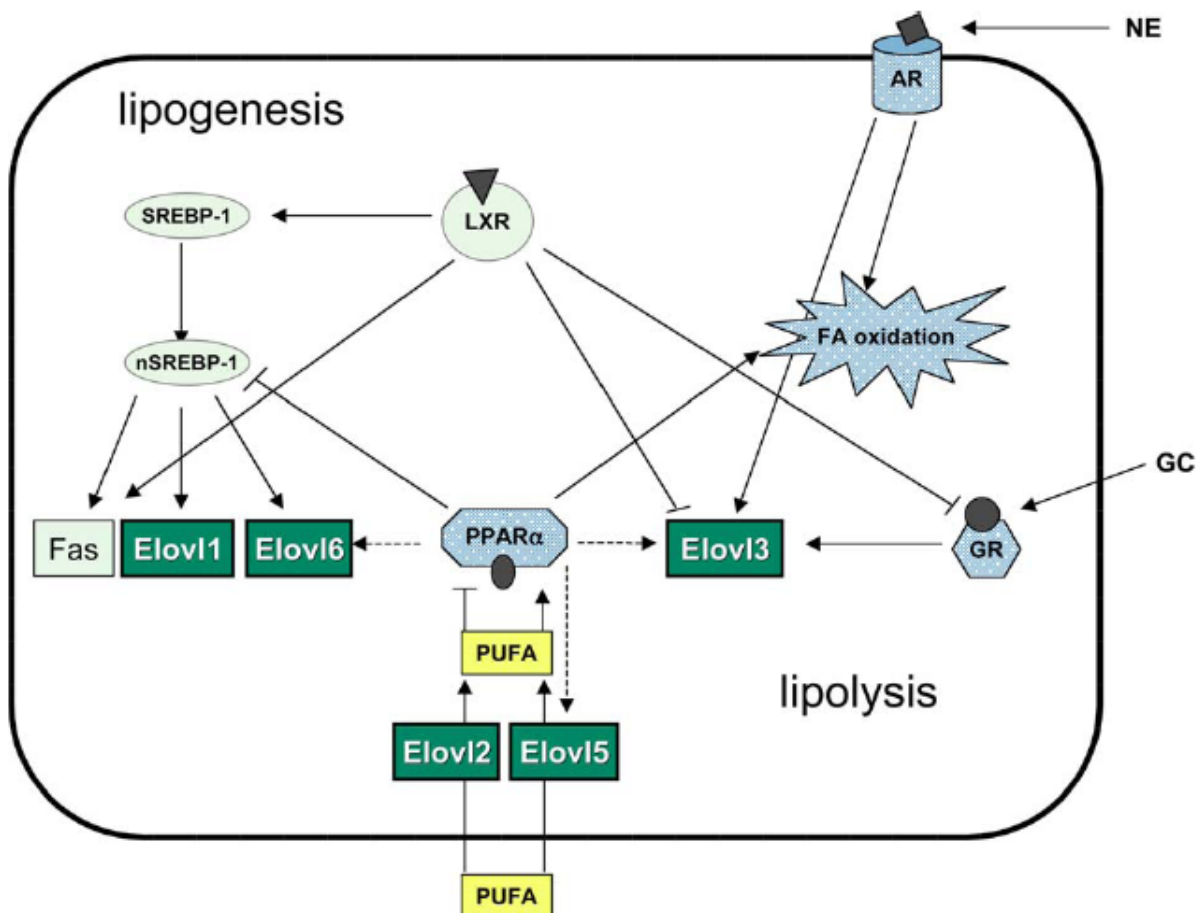 NE
AR
lipogenesis
SREBP-1
LXR
nSREBP-1
FA oxidation
GC
Fas
Elovl1
Elovl6
PPARα
Elovl3
GR
PUFA
lipolysis
Elovl2
Elovl5
PUFA